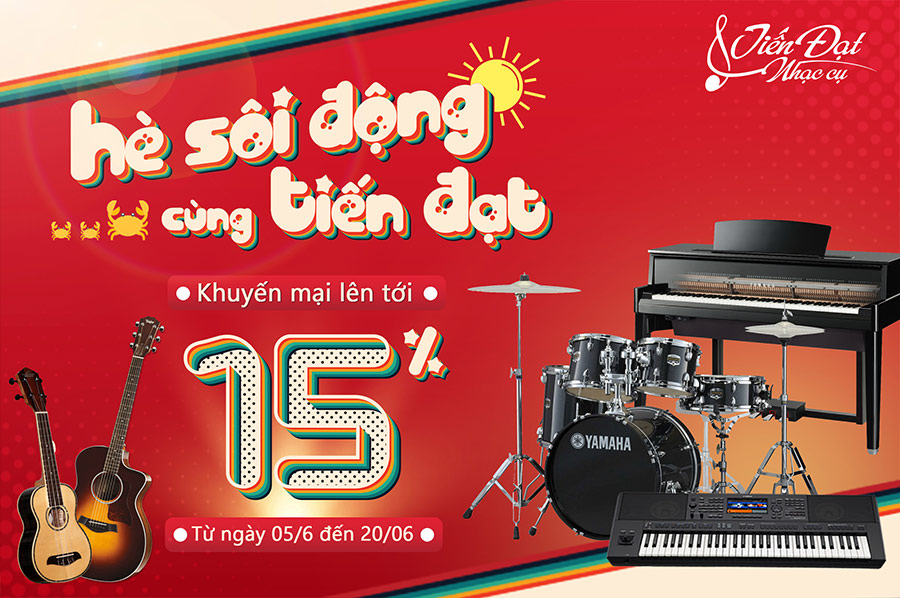 Tiến Đạt
Nhạc cụ
hè sôi động
cùng tiến đạt
Khuyến mại lên tới
15%
YAMAHA
Từ ngày 05/6 đến 20/06